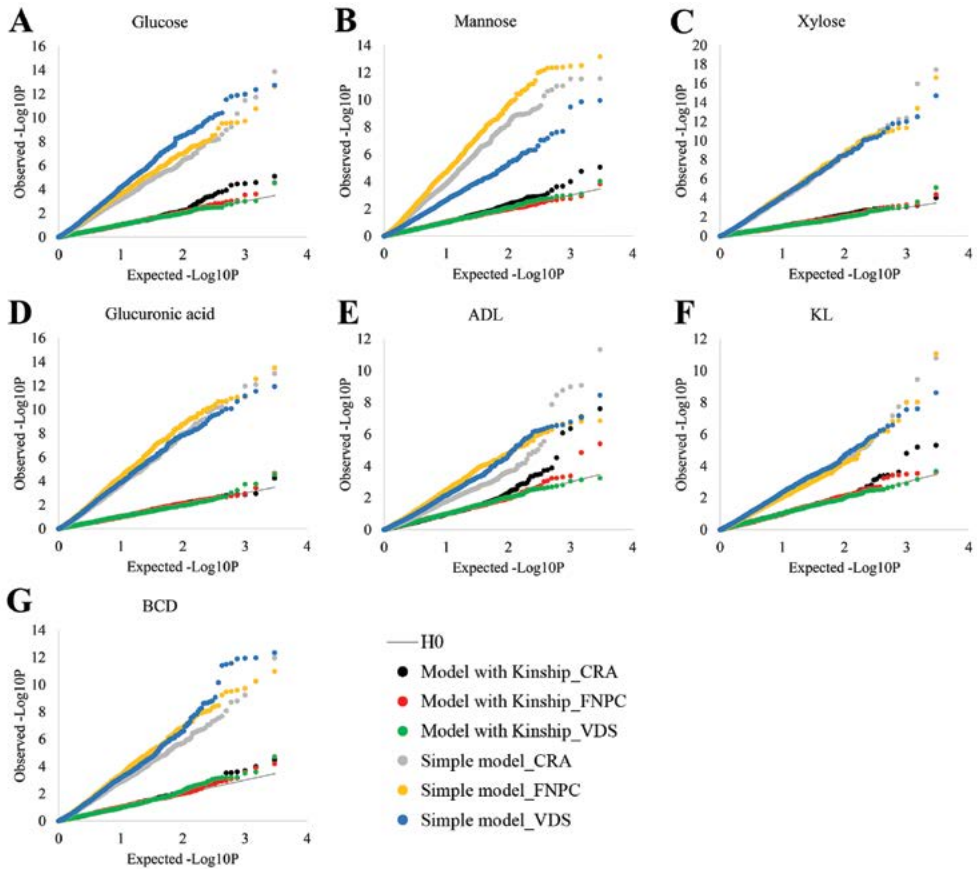 A
Glucose
16
14
12
10
8
6
4
2
0
Observed -Log10P
0 1 2 3 4
Expected -Log10P
B
Mannose
14
12
10
8
6
4
2
0
Observed -Log10P
0 1 2 3 4
Expected -Log10P
C
Xylose
20
18
16
14
12
10
8
6
4
2
0
Observed -Log10P
0 1 2 3 4
Expected -Log10P
D
Glucuronic acid
16
14
12
10
8
6
4
2
0
Observed -Log10P
0 1 2 3 4
Expected -Log10P
E
ADL
12
10
8
6
4
2
0
Observed -Log10P
0 1 2 3 4
Expected -Log10P
F
KL
12
10
8
6
4
2
0
Observed -Log10P
0 1 2 3 4
Expected -Log10P
G
BCD
14
12
10
8
6
4
2
0
Observed -Log10P
0 1 2 3 4
Expected -Log10P
H0
Model with Kinship_CRA
Model with Kinship_FNPC
Model with Kinship_VDS
Simple model_CRA
Simple model_FNPC
Simple model_VDS